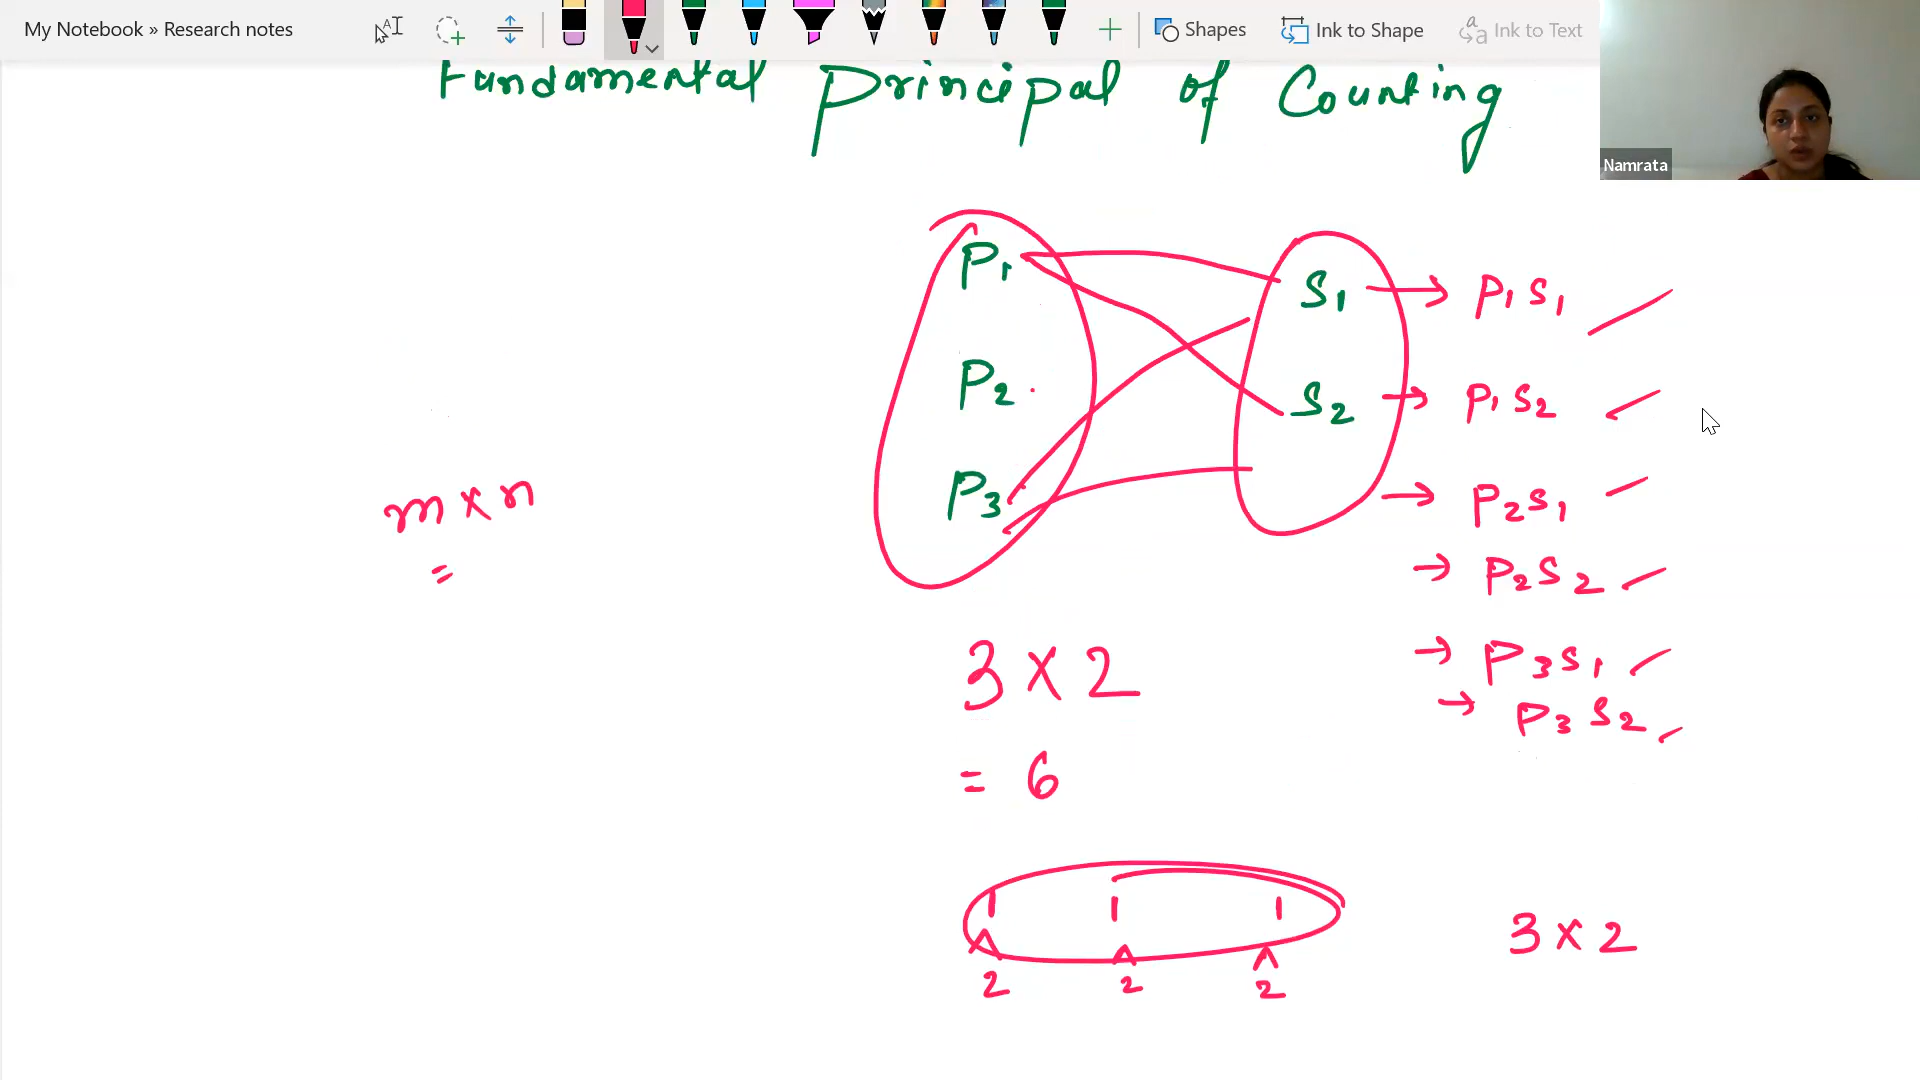 My Notebook » Research notes
Shapes
Ink to Shape
Ink to Text
Namrata
Fundamental Principal of Counting
P1
S1 → P1 S1
P2
S2 → P1 S2
m x n
=
P3
→ P2 S1
→ P2 S2
→ P3 S1
→ P3 S2
3 x 2
= 6
1 1 1
2 2 2
3 x 2